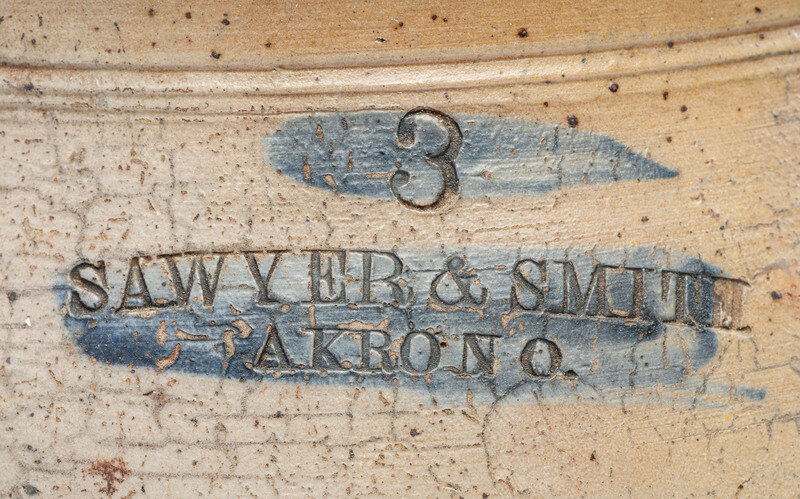 3
SAWYER & SMITH
AKRON O.